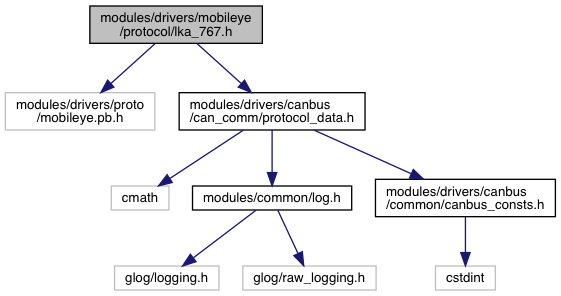 modules/drivers/mobileye
/protocol/lka_767.h
modules/drivers/proto
/mobileye.pb.h
modules/drivers/canbus
/can_comm/protocol_data.h
cmath
modules/common/log.h
modules/drivers/canbus
/common/canbus_consts.h
glog/logging.h
glog/raw_logging.h
cstdint